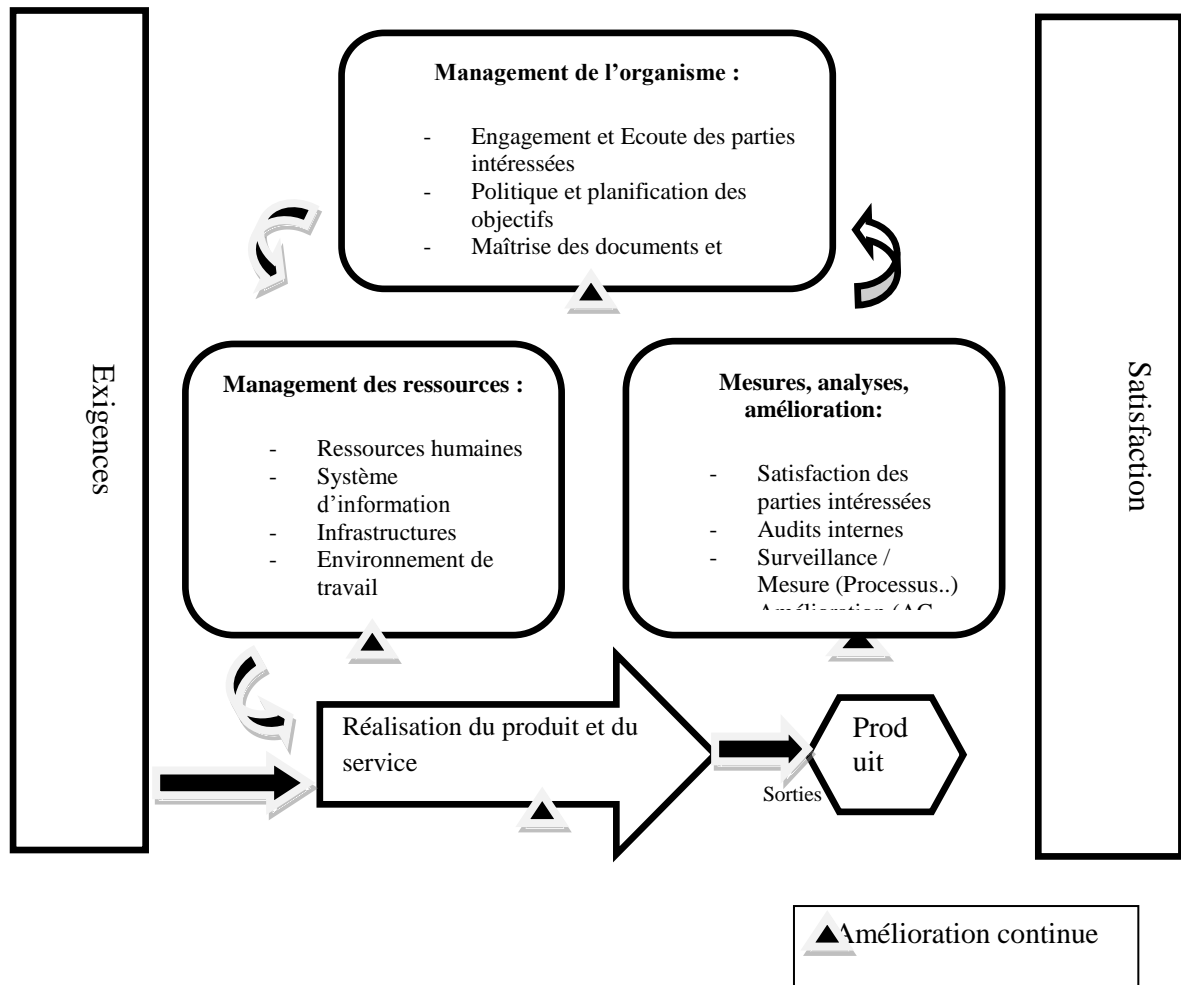 Management de l'organisme :
- Engagement et Ecoute des parties
intéressées
- Politique et planification des
objectifs
- Maîtrise des documents et
Exigences
Management des ressources :
- Ressources humaines
- Système
d'information
- Infrastructures
- Environnement de
travail
Mesures, analyses,
amélioration:
- Satisfaction des
parties intéressées
- Audits internes
- Surveillance /
Mesure (Processus..)
Satisfaction
Réalisation du produit et du
service
Sorties
Prod
uit
Amélioration continue